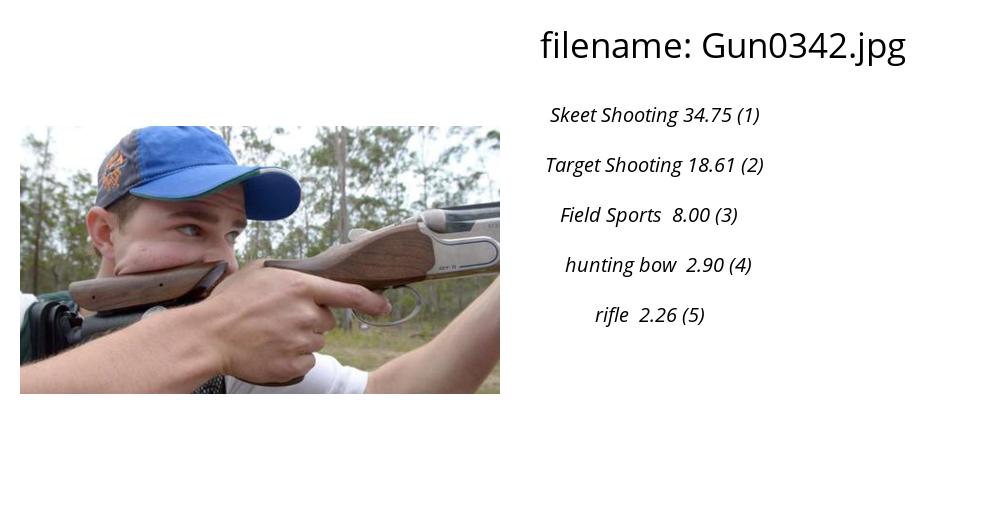 filename: Gun0342.jpg
Skeet Shooting 34.75 (1)
Target Shooting 18.61 (2)
Field Sports 8.00 (3)
hunting bow 2.90 (4)
rifle 2.26 (5)